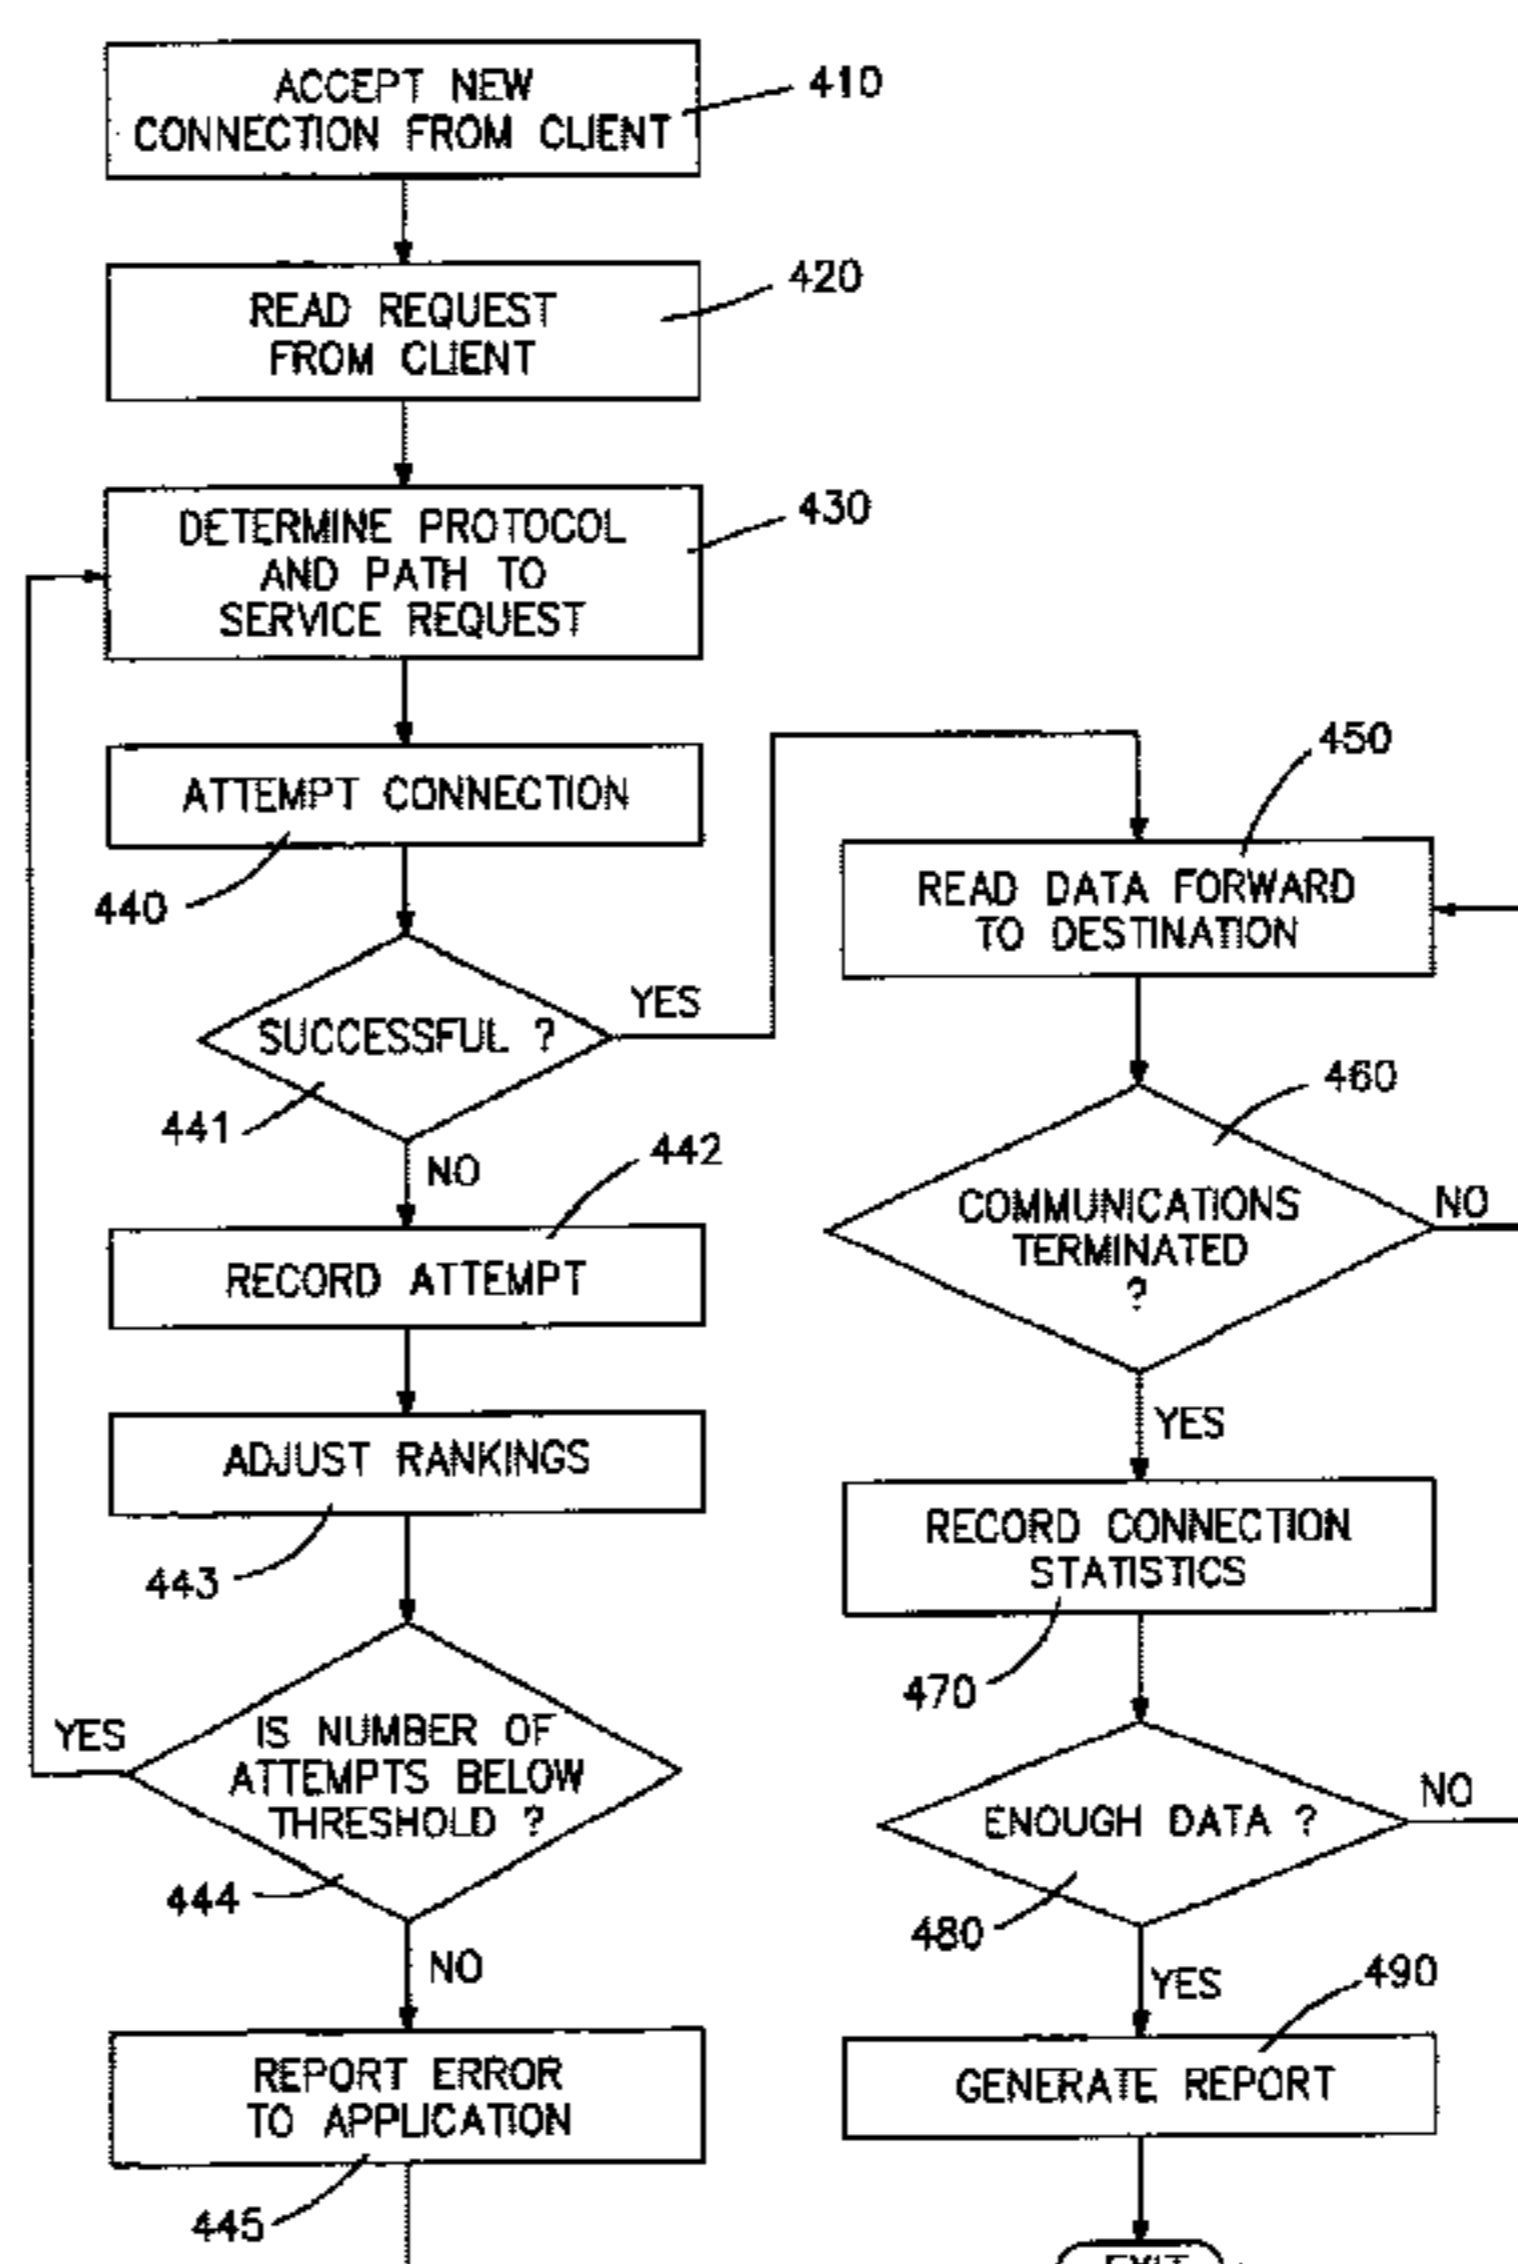 ACCEPT NEW
CONNECTION FROM CLIENT
410
READ REQUEST
FROM CLIENT
420
DETERMINE PROTOCOL
AND PATH TO
SERVICE REQUEST
430
ATTEMPT CONNECTION
440
SUCCESSFUL ?
YES
441
NO
442
RECORD ATTEMPT
ADJUST RANKINGS
443
IS NUMBER OF
ATTEMPTS BELOW
THRESHOLD ?
YES
444
NO
REPORT ERROR
TO APPLICATION
445
450
READ DATA FORWARD
TO DESTINATION
460
COMMUNICATIONS
TERMINATED
?
NO
YES
RECORD CONNECTION
STATISTICS
470
ENOUGH DATA ?
NO
480
YES
490
GENERATE REPORT
EXIT